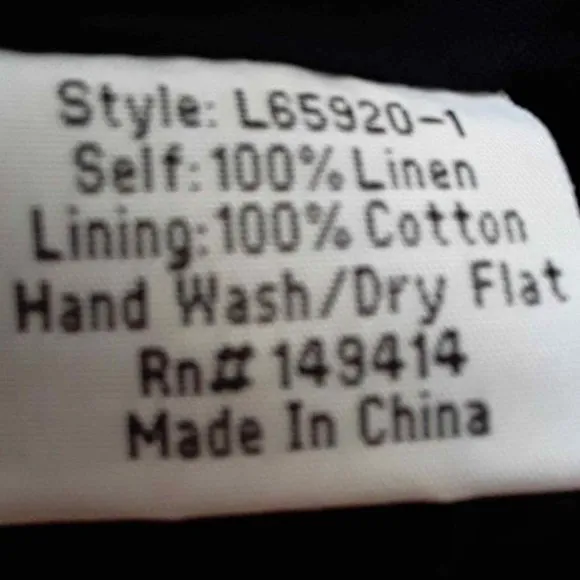 Style: L65920-1
Self:100% Linen
Lining:100% Cotton
Hand Wash/Dry Flat
Rn# 149414
Made In China